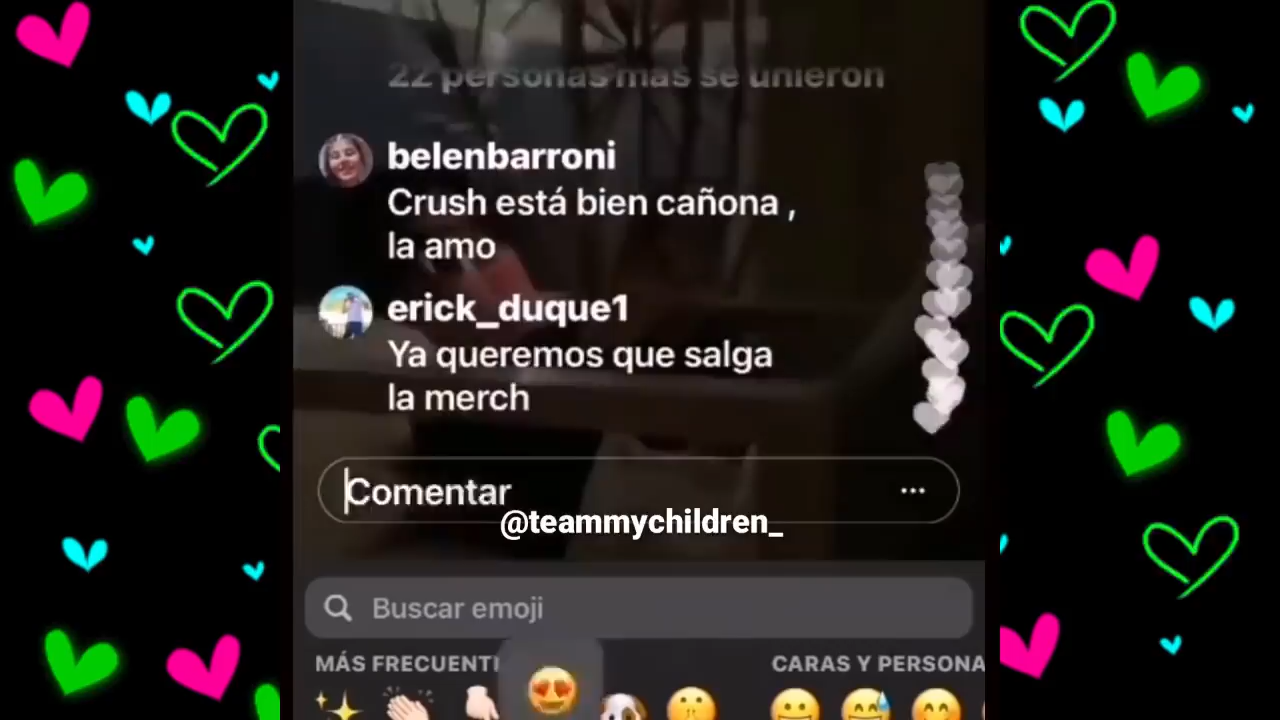 22 personas más se unieron
belenbarroni
Crush está bien cañona ,
la amo
erick_duque1
Ya queremos que salga
la merch
Comentar
@teammychildren_
Buscar emoji
MÁS FRECUENT
CARAS Y PERSONA